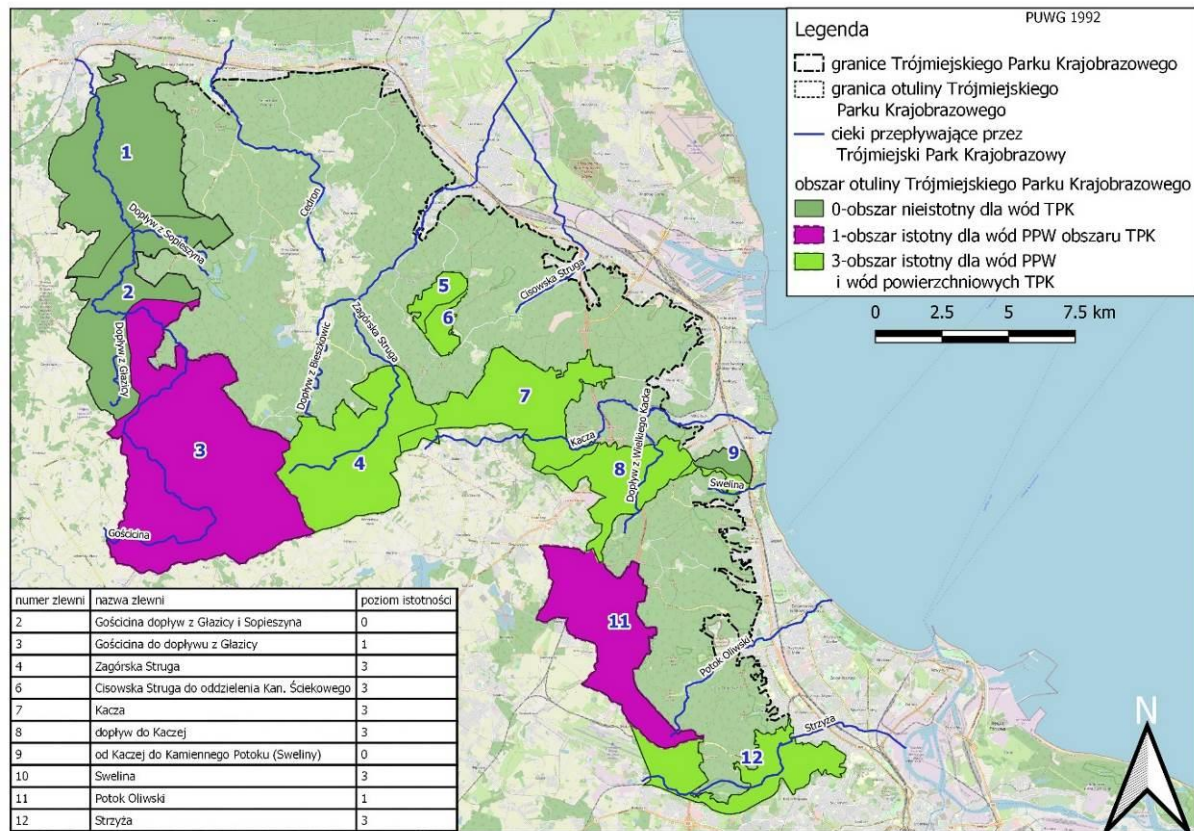 PUWG 1992
Legenda
granice Trójmiejskiego Parku Krajobrazowego
granica otuliny Trójmiejskiego
Parku Krajobrazowego
cieki przepływające przez
Trójmiejski Park Krajobrazowy
obszar otuliny Trójmiejskiego Parku Krajobrazowego
0-obszar nieistotny dla wód TPK
1-obszar istotny dla wód PPW obszaru TPK
3-obszar istotny dla wód PPW
i wód powierzchniowych TPK
0 2.5 5 7.5 km
1
Dopływ z Sopieszyna
Cedron
2
Dopływ z Głazicy
5
6
Cisowska Struga
Zagórska Struga
Dopływ z Bieszkowic
7
3
4
Kacza
8
Dopływ z Wielkiego Kacka
9
Swelina
Gościcina
11
Potok Oliwski
12
Strzyża
N
numer zlewni nazwa zlewni poziom istotności
2 Gościcina dopływ z Głazicy i Sopieszyna 0
3 Gościcina do dopływu z Głazicy 1
4 Zagórska Struga 3
6 Cisowska Struga do oddzielenia Kan. Ściekowego 3
7 Kacza 3
8 dopływ do Kaczej 3
9 od Kaczej do Kamiennego Potoku (Sweliny) 0
10 Swelina 3
11 Potok Oliwski 1
12 Strzyża 3